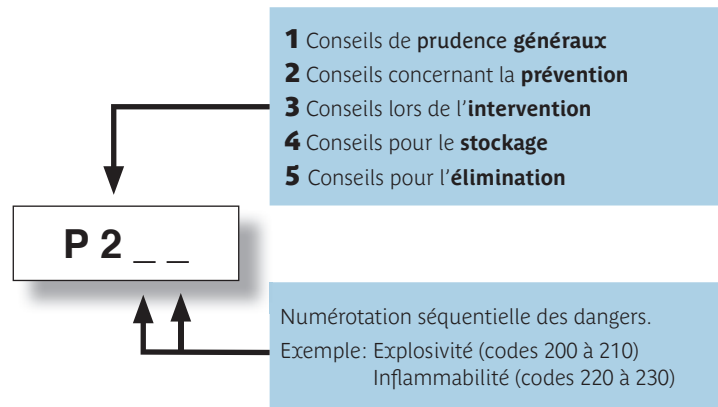 1 Conseils de prudence généraux
2 Conseils concernant la prévention
3 Conseils lors de l'intervention
4 Conseils pour le stockage
5 Conseils pour l'élimination
P 2 _ _
Numérotation séquentielle des dangers.
Exemple: Explosivité (codes 200 à 210)
Inflammabilité (codes 220 à 230)